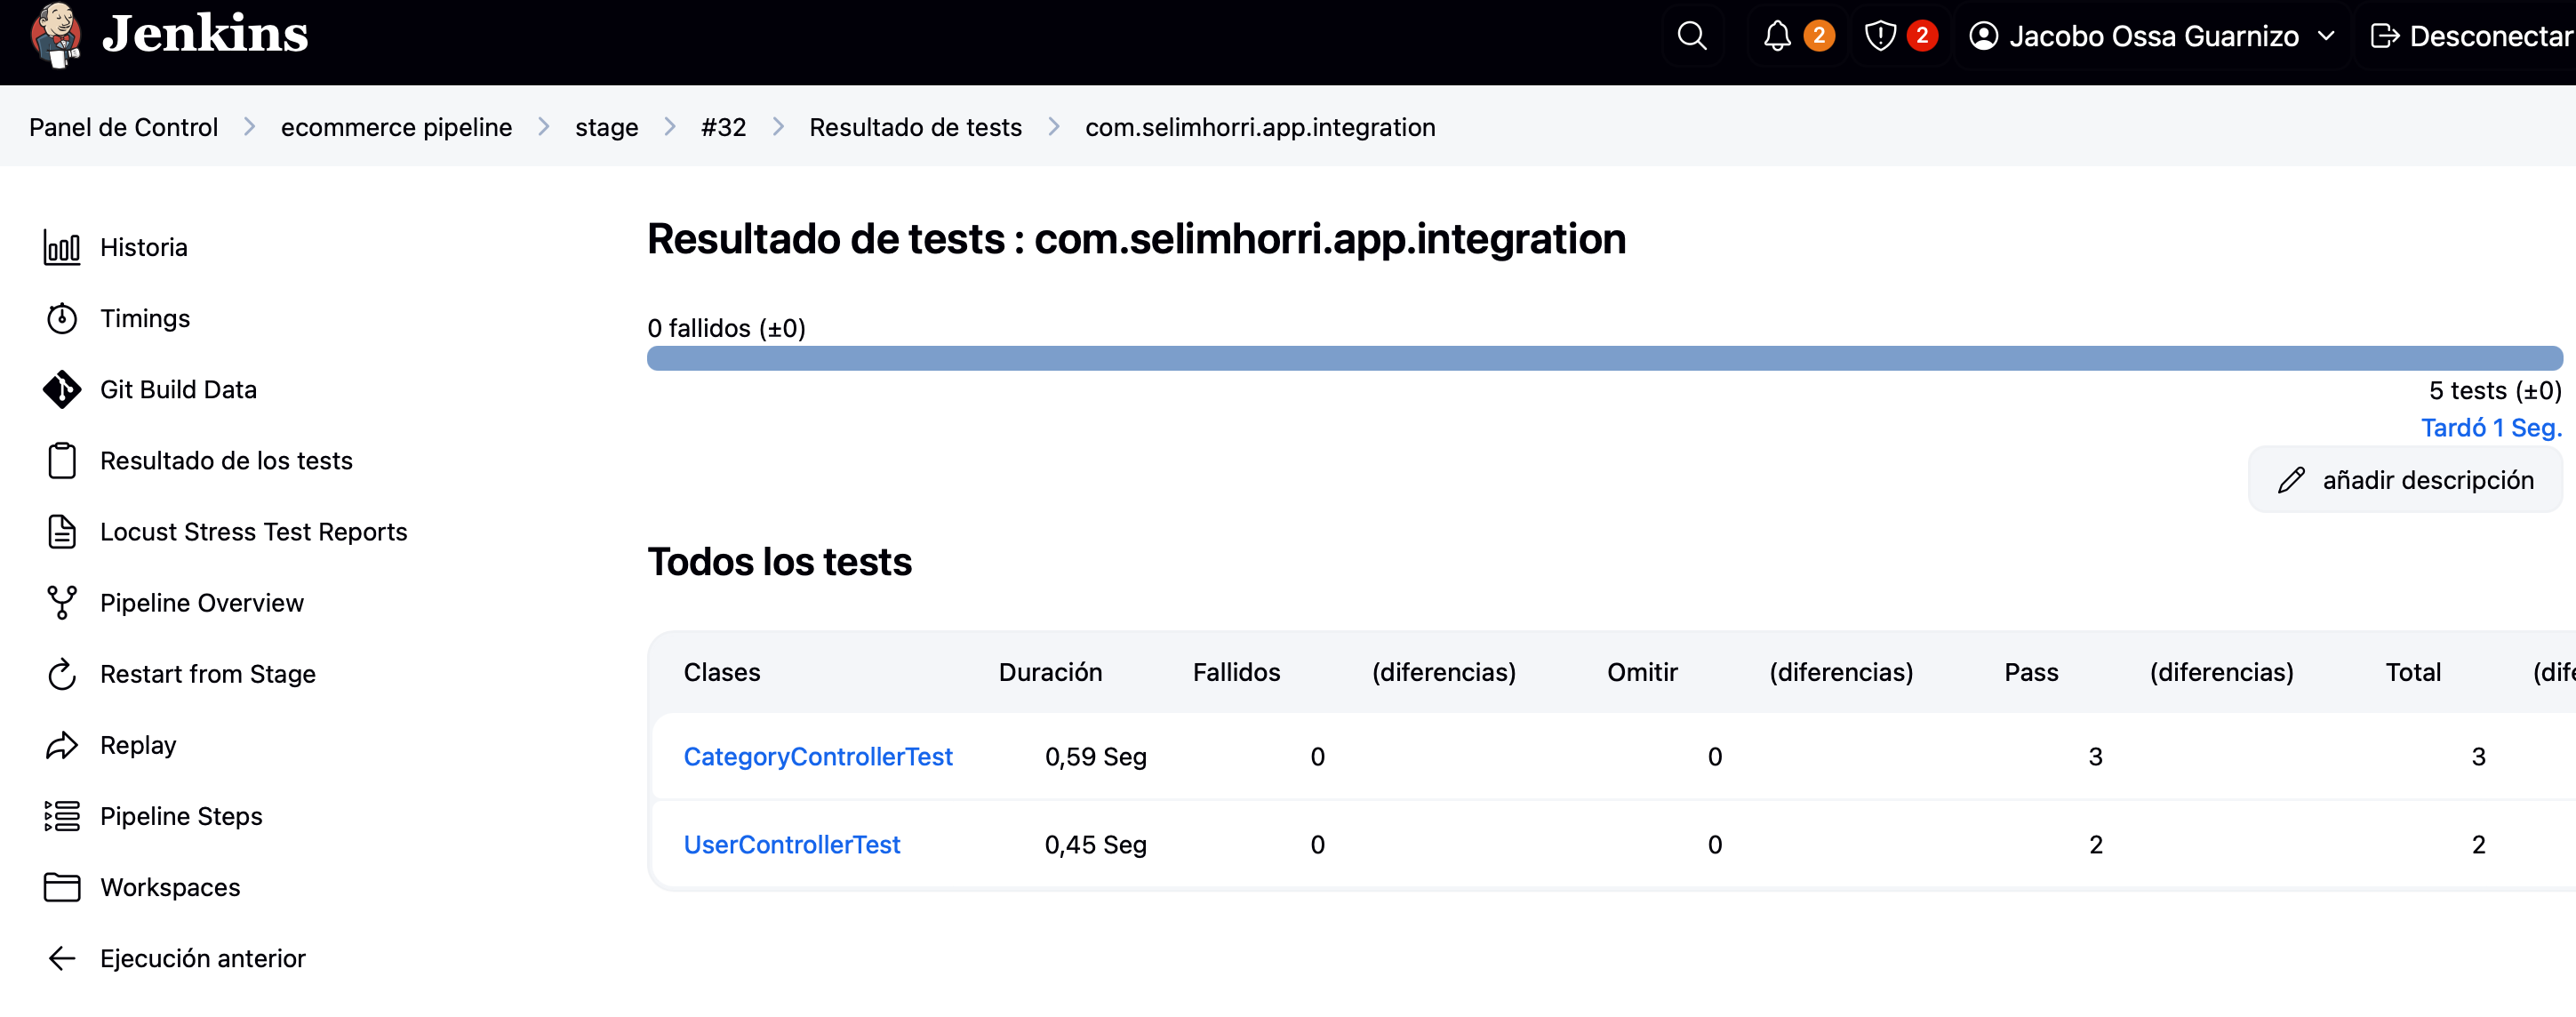 Jenkins
2
2
Jacobo Ossa Guarnizo
Desconectar
Panel de Control
ecommerce pipeline
stage
#32
Resultado de tests
com.selimhorri.app.integration
Historia
Timings
Git Build Data
Resultado de los tests
Locust Stress Test Reports
Pipeline Overview
Restart from Stage
Replay
Pipeline Steps
Workspaces
Ejecución anterior
Resultado de tests : com.selimhorri.app.integration
0 fallidos (±0)
5 tests (±0)
Tardó 1 Seg.
añadir descripción
Todos los tests
Clases Duración Fallidos (diferencias) Omitir (diferencias) Pass (diferencias) Total
CategoryControllerTest 0,59 Seg 0 0 3 3
UserControllerTest 0,45 Seg 0 0 2 2